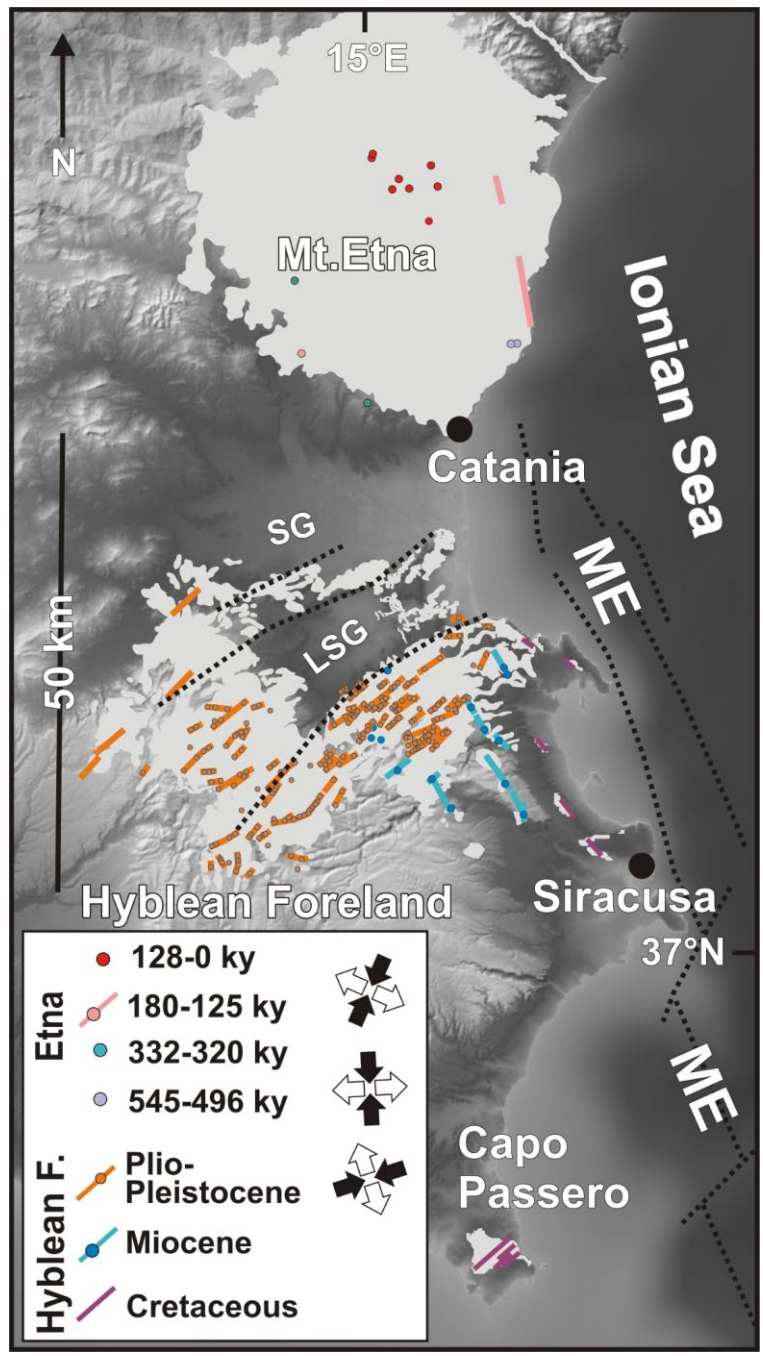 15°E
N
Mt.Etna
Ionian Sea
Catania
SG
ME
LSG
50 km
Hyblean Foreland
Siracusa
37°N
ME
Capo
Passero
Etna
128-0 ky
180-125 ky
332-320 ky
545-496 ky
Hyblean F.
Plio-
Pleistocene
Miocene
Cretaceous